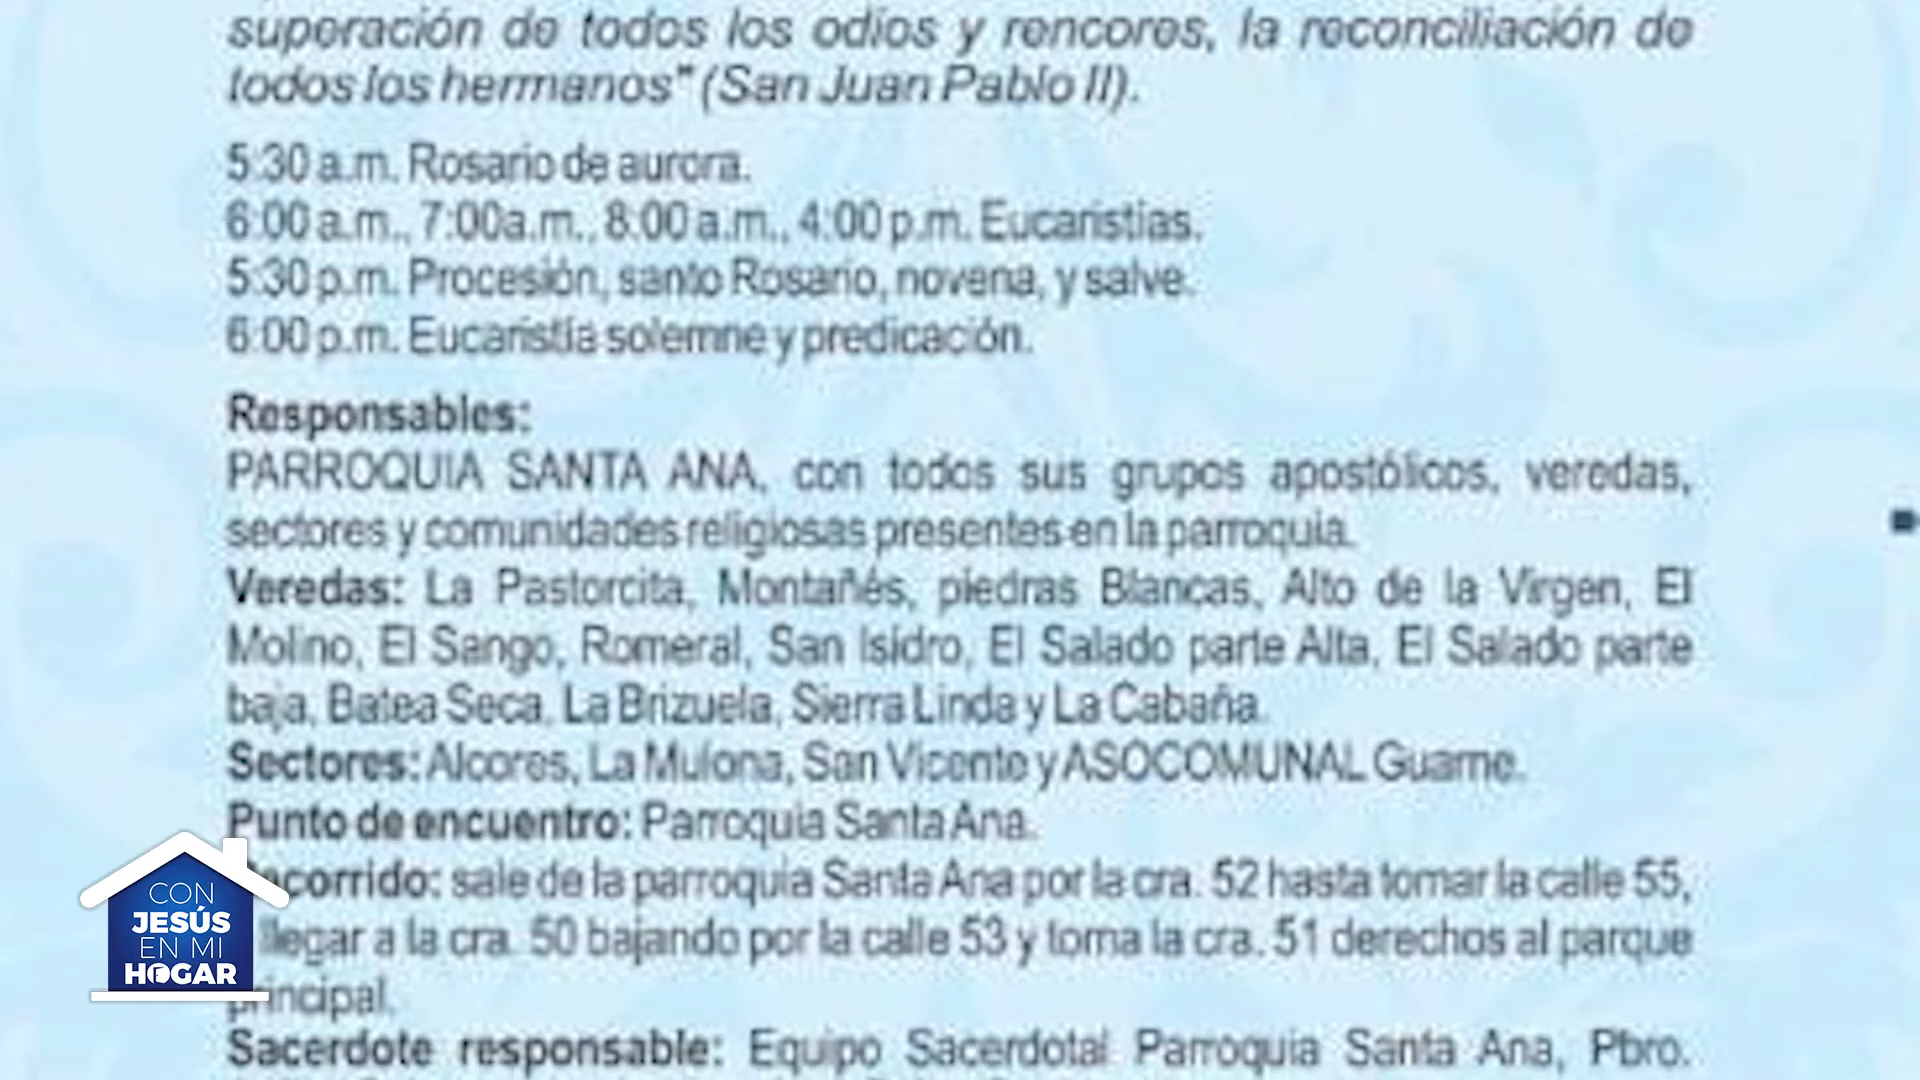 superación de todos los odios y rencores, la reconciliación de
todos los hermanos" (San Juan Pablo II).
5:30 a.m. Rosario de aurora.
6:00 a.m., 7:00a.m., 8:00 a.m., 4:00 p.m. Eucaristías.
5:30 p.m. Procesión, santo Rosario, novena, y salve.
6:00 p.m. Eucaristía solemne y predicación.
Responsables:
PARROQUIA SANTA ANA, con todos sus grupos apostólicos, veredas,
sectores y comunidades religiosas presentes en la parroquia.
Veredas: La Pastorcita, Montañés, piedras Blancas, Alto de la Virgen, El
Molino, El Sango, Romeral, San Isidro, El Salado parte Alta, El Salado parte
baja, Batea Seca, La Brizuela, Sierra Linda y La Cabaña.
Sectores: Alcores, La Mulona, San Vicente y ASOCOMUNAL Guarne.
Punto de encuentro: Parroquia Santa Ana.
ecorrido: sale de la parroquia Santa Ana por la cra. 52 hasta tomar la calle 55,
llegar a la cra. 50 bajando por la calle 53 y toma la cra. 51 derechos al parque
principal.
Sacerdote responsable: Equipo Sacerdotal Parroquia Santa Ana, Pbro.
CON
JESÚS
EN MI
HOGAR